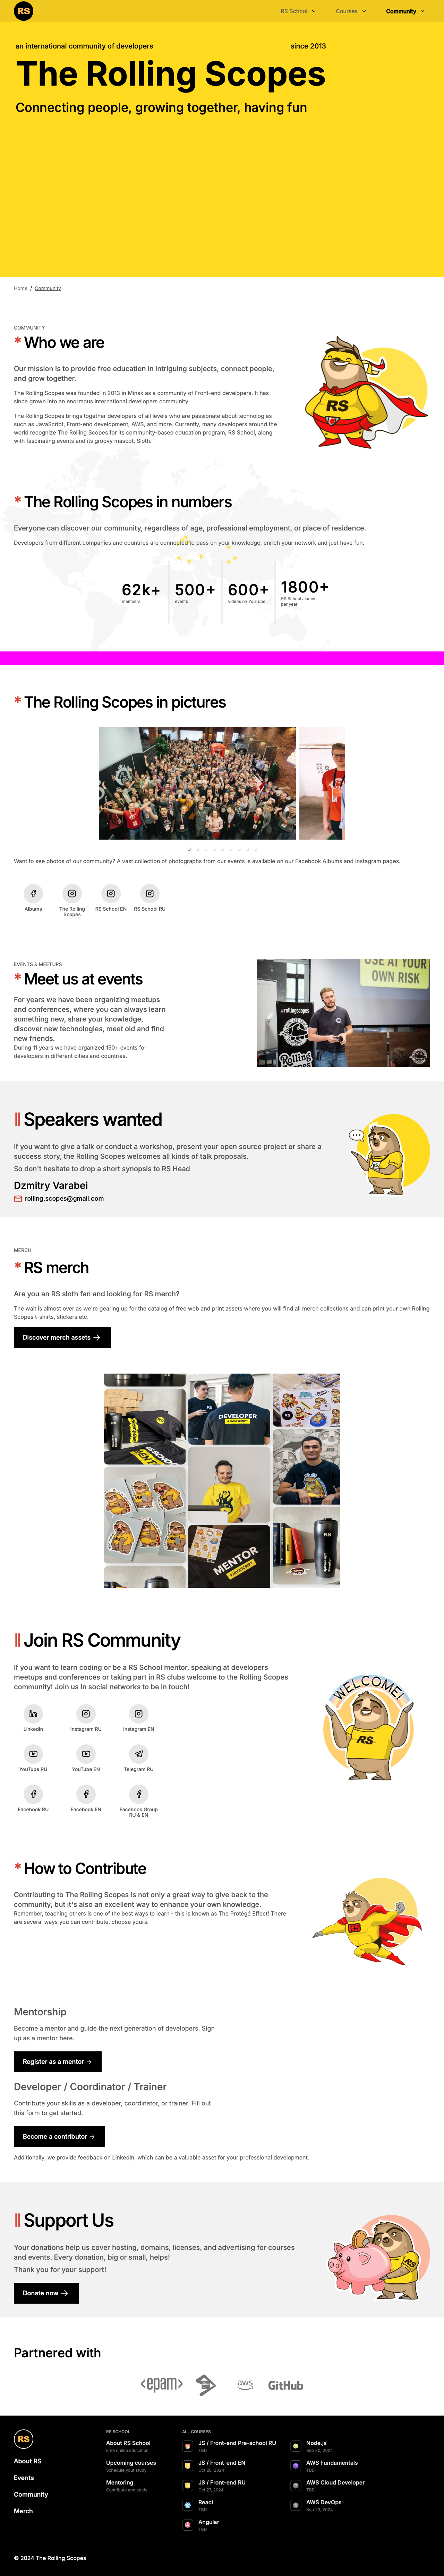 RS
RS School
Courses
Community
an international community of developers
since 2013
The Rolling Scopes
Connecting people, growing together, having fun
Home / Community
COMMUNITY
* Who we are
Our mission is to provide free education in intriguing subjects, connect people,
and grow together.
The Rolling Scopes was founded in 2013 in Minsk as a community of Front-end developers. It has
since grown into an enormous international developers community.
The Rolling Scopes brings together developers of all levels who are passionate about technologies
such as JavaScript, Front-end development, AWS, and more. Currently, many developers around the
world recognize The Rolling Scopes for its community-based education program, RS School, along
with fascinating events and its groovy mascot, Sloth.
RS
* The Rolling Scopes in numbers
Everyone can discover our community, regardless of age, professional employment, or place of residence.
Developers from different companies and countries are connected to pass on your knowledge, enrich your network and just have fun.
62k+
members
500+
events
600+
videos on YouTube
1800+
RS School alumni
per year
* The Rolling Scopes in pictures
Want to see photos of our community? A vast collection of photographs from our events is available on our Facebook Albums and Instagram pages.
Albums
The Rolling
Scopes
RS School EN
RS School RU
EVENTS & MEETUPS
* Meet us at events
For years we have been organizing meetups
and conferences, where you can always learn
something new, share your knowledge,
discover new technologies, meet old and find
new friends.
During 11 years we have organized 150+ events for
developers in different cities and countries.
USE AT YOUR
OWN RISK
#rollingscopes
Rolling
Scopes
Speakers wanted
If you want to give a talk or conduct a workshop, present your open source project or share a
success story, the Rolling Scopes welcomes all kinds of talk proposals.
So don't hesitate to drop a short synopsis to RS Head
Dzmitry Varabei
rolling.scopes@gmail.com
MERCH
* RS merch
Are you an RS sloth fan and looking for RS merch?
The wait is almost over as we're gearing up for the catalog of free web and print assets where you will find all merch collections and can print your own Rolling
Scopes t-shirts, stickers etc.
Discover merch assets
DEVELOPER
MENTOR
RS
Join RS Community
If you want to learn coding or be a RS School mentor, speaking at developers
meetups and conferences or taking part in RS clubs welcome to the Rolling Scopes
community! Join us in social networks to be in touch!
LinkedIn
Instagram RU
Instagram EN
YouTube RU
YouTube EN
Telegram RU
Facebook RU
Facebook EN
Facebook Group
RU & EN
WELCOME!
RS
* How to Contribute
Contributing to The Rolling Scopes is not only a great way to give back to the
community, but it's also an excellent way to enhance your own knowledge.
Remember, teaching others is one of the best ways to learn - this is known as The Protégé Effect! There
are several ways you can contribute, choose yours.
RS
Mentorship
Become a mentor and guide the next generation of developers. Sign
up as a mentor here.
Register as a mentor
Developer / Coordinator / Trainer
Contribute your skills as a developer, coordinator, or trainer. Fill out
this form to get started.
Become a contributor
Additionally, we provide feedback on LinkedIn, which can be a valuable asset for your professional development.
Support Us
Your donations help us cover hosting, domains, licenses, and advertising for courses
and events. Every donation, big or small, helps!
Thank you for your support!
Donate now
RS
Partnered with
<epam>
aws
GitHub
RS
About RS
Events
Community
Merch
RS SCHOOL
About RS School
Free online education
Upcoming courses
Schedule your study
Mentoring
Contribute and study
ALL COURSES
JS / Front-end Pre-school RU
TBD
JS / Front-end EN
Oct 28, 2024
JS / Front-end RU
Oct 27, 2024
React
TBD
Angular
TBD
Node.js
Sep 30, 2024
AWS Fundamentals
TBD
AWS Cloud Developer
TBD
AWS DevOps
Sep 23, 2024
© 2024 The Rolling Scopes